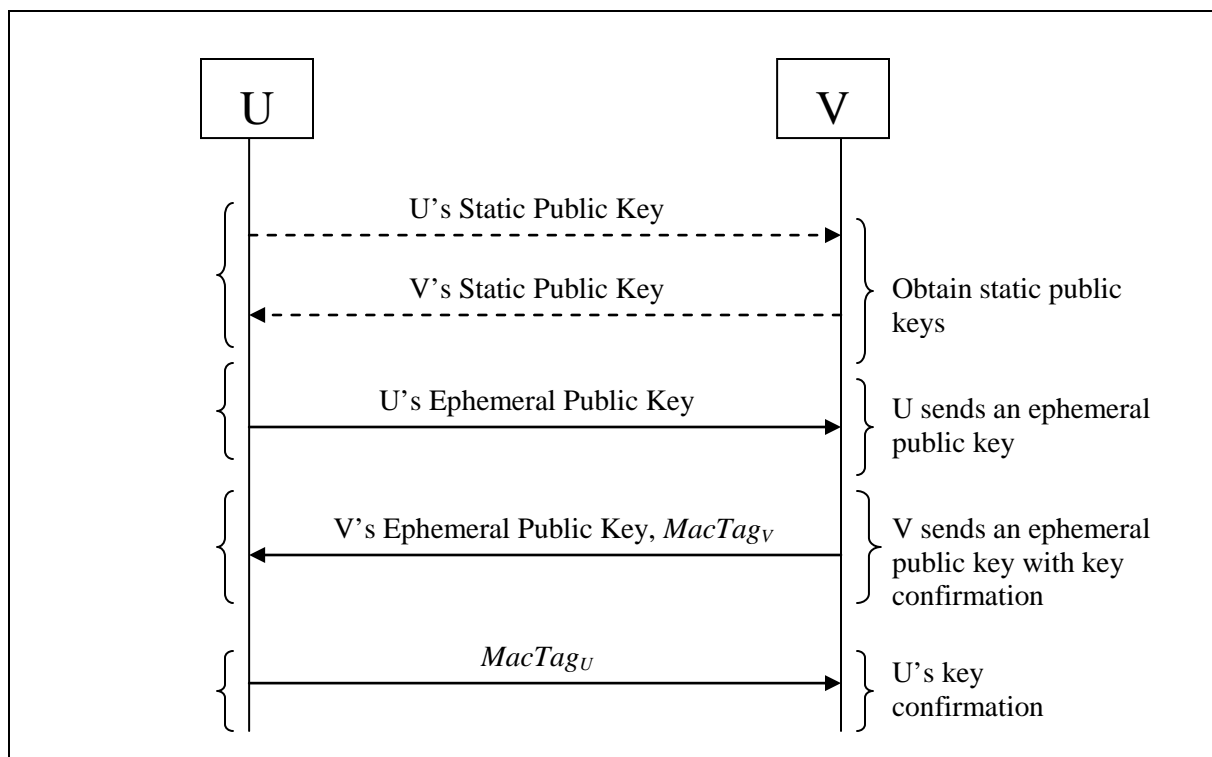 U
V
U’s Static Public Key
V’s Static Public Key
Obtain static public
keys
U’s Ephemeral Public Key
U sends an ephemeral
public key
V’s Ephemeral Public Key, MacTagV
V sends an ephemeral
public key with key
confirmation
MacTagU
U’s key
confirmation